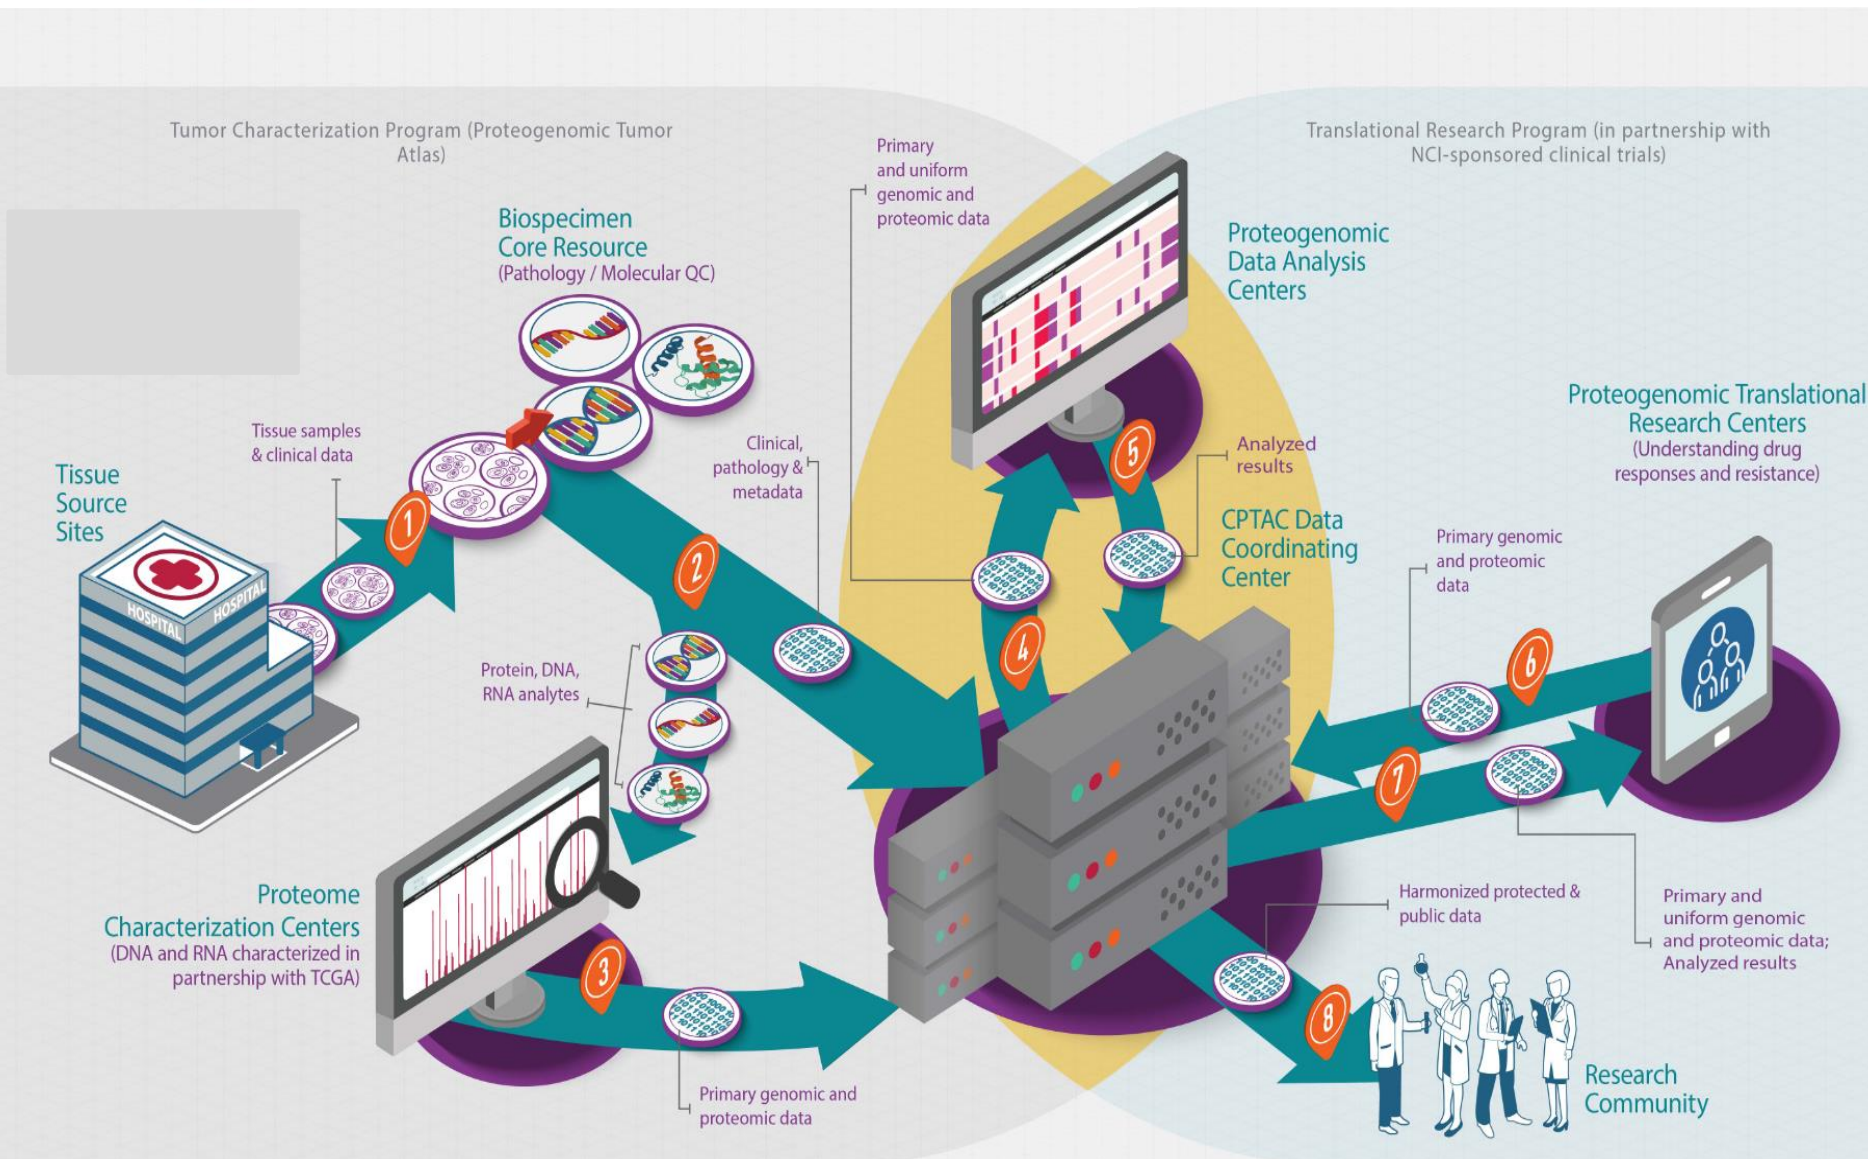 Tumor Characterization Program (Proteogenomic Tumor
Atlas)
Translational Research Program (in partnership with
NCI-sponsored clinical trials)
Primary
and uniform
genomic and
proteomic data
Biospecimen
Core Resource
(Pathology / Molecular QC)
Proteogenomic
Data Analysis
Centers
Proteogenomic Translational
Research Centers
(Understanding drug
responses and resistance)
Tissue samples
& clinical data
Clinical,
pathology &
metadata
Analyzed
results
Tissue
Source
Sites
CPTAC Data
Coordinating
Center
Primary genomic
and proteomic
data
HOSPITAL
HOSPITAL
1
2
3
4
5
6
7
8
Protein, DNA,
RNA analytes
Proteome
Characterization Centers
(DNA and RNA characterized in
partnership with TCGA)
Harmonized protected &
public data
Primary and
uniform genomic
and proteomic data;
Analyzed results
Primary genomic and
proteomic data
Research
Community